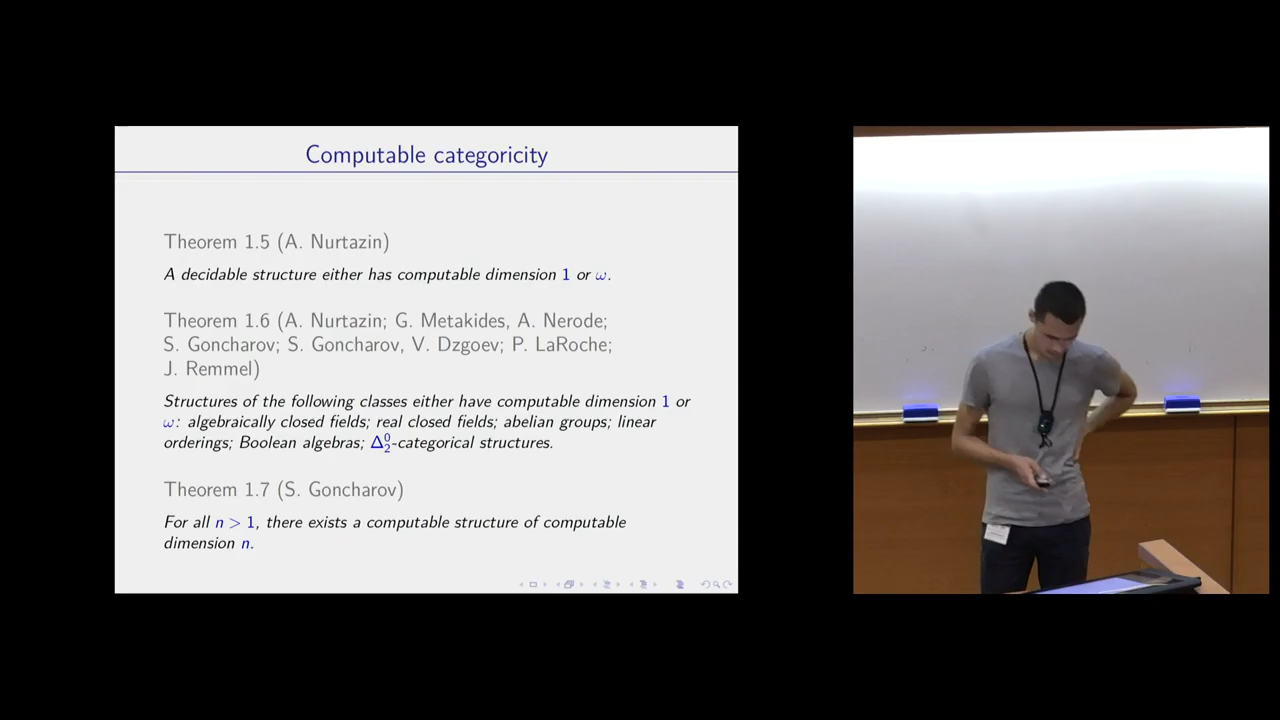 Computable categoricity
Theorem 1.5 (A. Nurtazin)
A decidable structure either has computable dimension 1 or ω.
Theorem 1.6 (A. Nurtazin; G. Metakides, A. Nerode;
S. Goncharov; S. Goncharov, V. Dzgoev; P. LaRoche;
J. Remmel)
Structures of the following classes either have computable dimension 1 or
ω: algebraically closed fields; real closed fields; abelian groups; linear
orderings; Boolean algebras; Δ⁰₂-categorical structures.
Theorem 1.7 (S. Goncharov)
For all n > 1, there exists a computable structure of computable
dimension n.